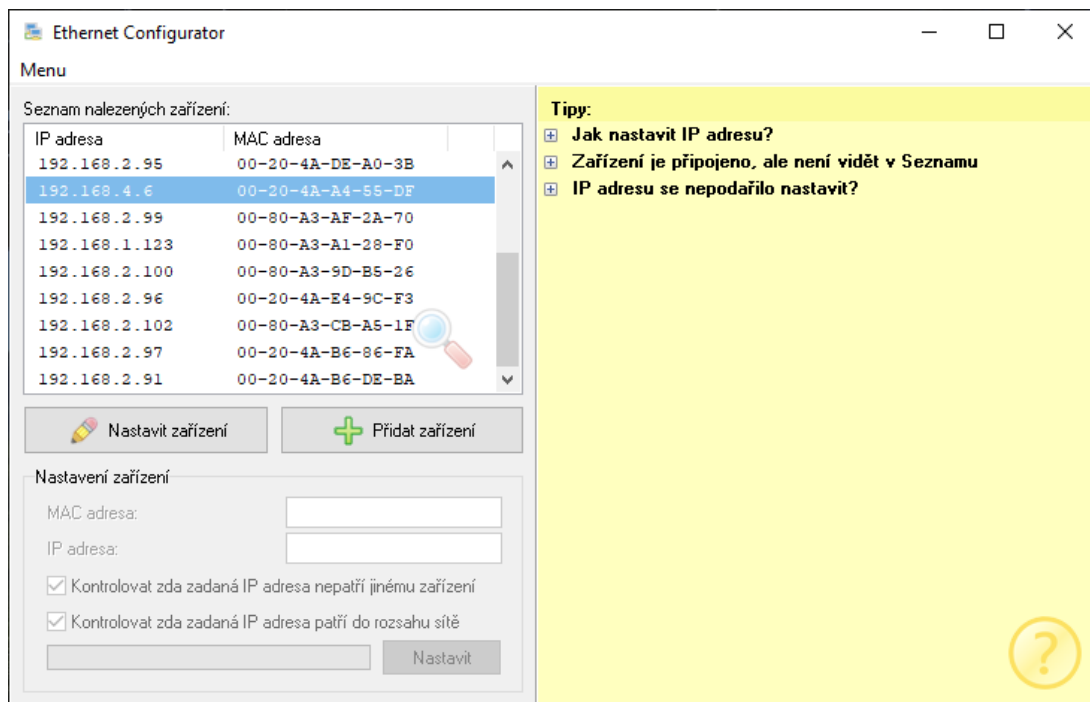 Ethernet Configurator
Menu
Seznam nalezených zařízení:
IP adresa MAC adresa
192.168.2.95 00-20-4A-DE-A0-3B
192.168.4.6 00-20-4A-A4-55-DF
192.168.2.99 00-80-A3-AF-2A-70
192.168.1.123 00-80-A3-A1-28-F0
192.168.2.100 00-80-A3-9D-B5-26
192.168.2.96 00-20-4A-E4-9C-F3
192.168.2.102 00-80-A3-CB-A5-1F
192.168.2.97 00-20-4A-B6-86-FA
192.168.2.91 00-20-4A-B6-DE-BA
Nastavit zařízení
Přidat zařízení
Nastavení zařízení
MAC adresa:
IP adresa:
Kontrolovat zda zadaná IP adresa nepatří jinému zařízení
Kontrolovat zda zadaná IP adresa patří do rozsahu sítě
Nastavit
Tipy:
Jak nastavit IP adresu?
Zařízení je připojeno, ale není vidět v Seznamu
IP adresu se nepodařilo nastavit?